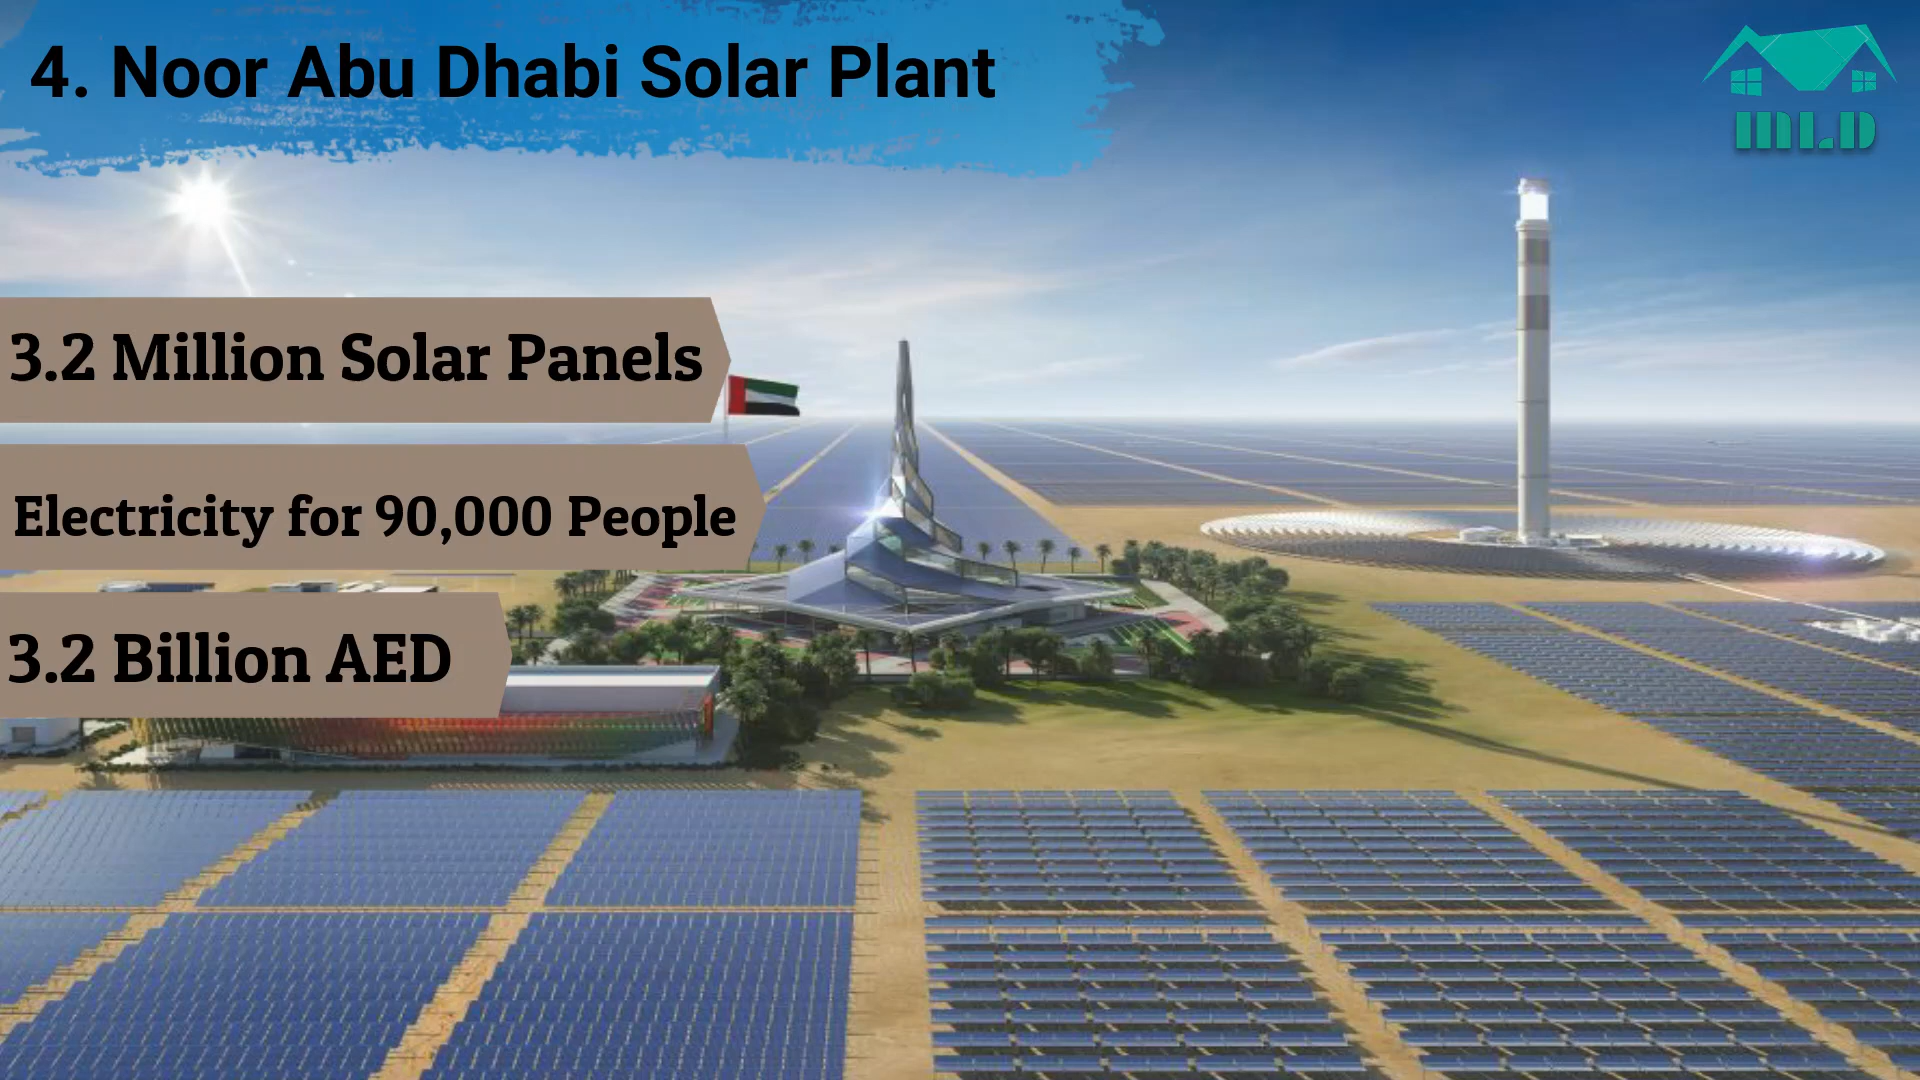 4. Noor Abu Dhabi Solar Plant
3.2 Million Solar Panels
Electricity for 90,000 People
3.2 Billion AED